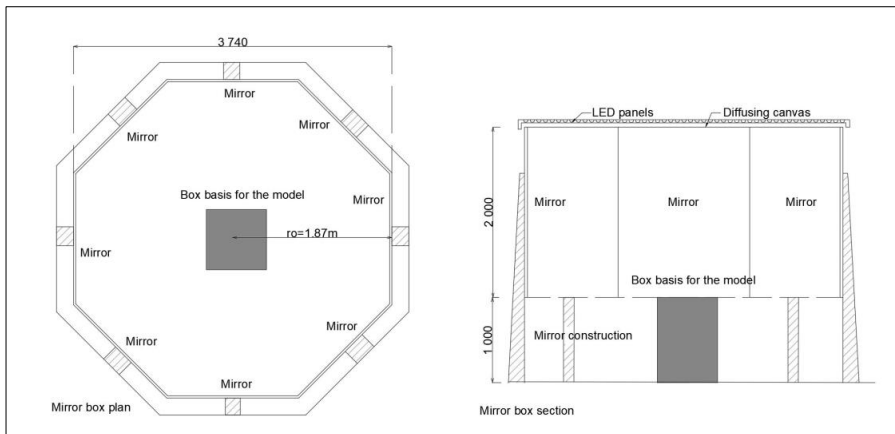 3 740
Mirror
Mirror
Mirror
Box basis for the model
Mirror
ro=1.87m
Mirror
Mirror
Mirror
Mirror
Mirror box plan
LED panels
Diffusing canvas
2 000
Mirror
Mirror
Mirror
Box basis for the model
1 000
Mirror construction
Mirror box section